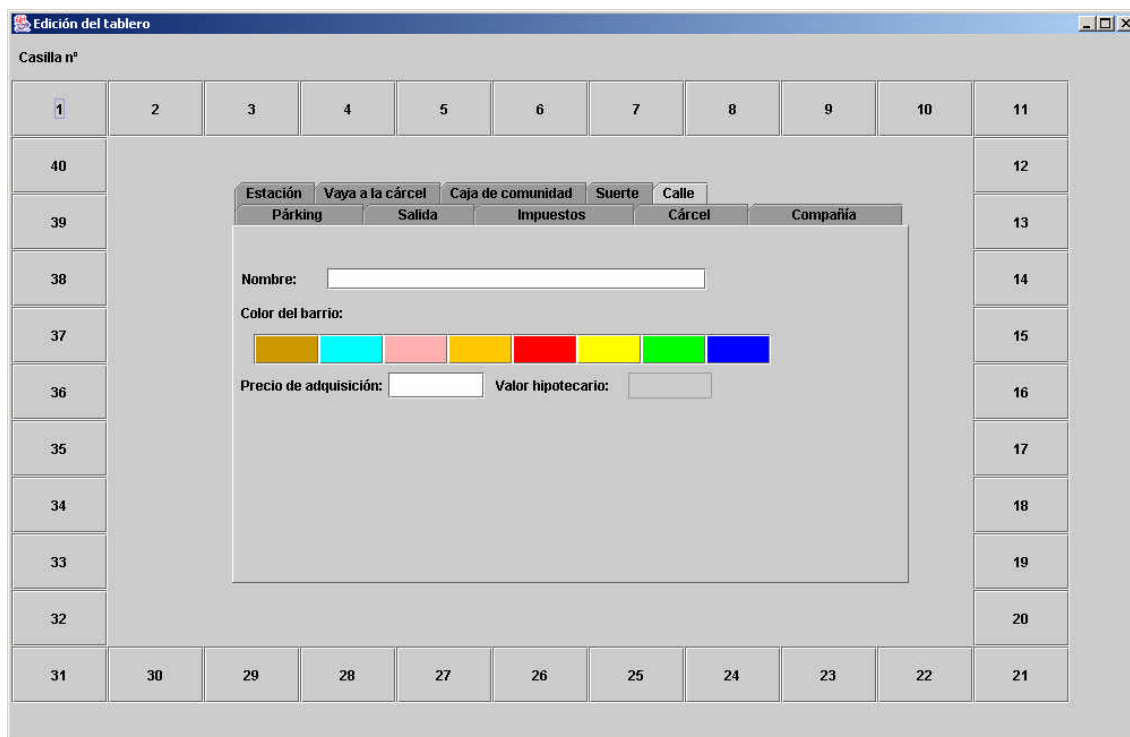 Edición del tablero
Casilla nº
1 2 3 4 5 6 7 8 9 10 11
40 12
Estación Vaya a la cárcel Caja de comunidad Suerte Calle
Párking Salida Impuestos Cárcel Compañía
39 13
38 Nombre: 14
Color del barrio:
37 15
36 Precio de adquisición: Valor hipotecario: 16
35 17
34 18
33 19
32 20
31 30 29 28 27 26 25 24 23 22 21